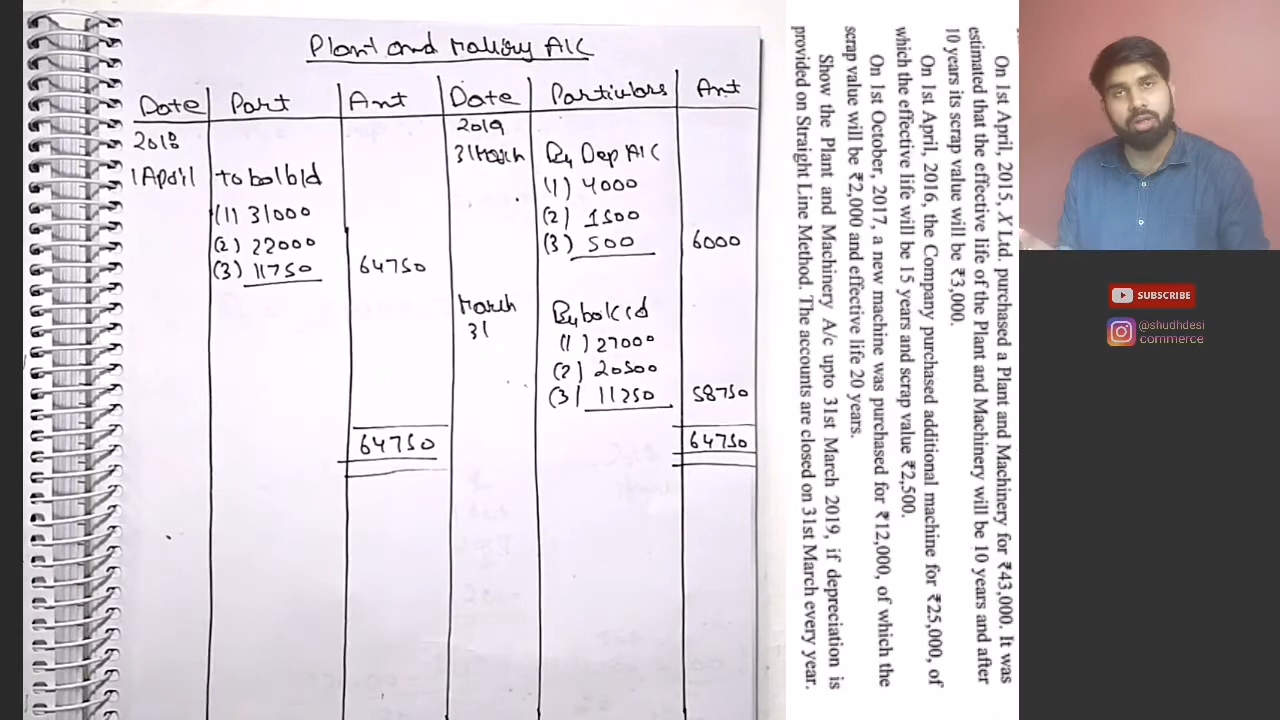 Plant and Mahinry A/C
Date Part Amt Date Particulars Amt
2018
1 April To bal b/d
(1) 31000
(2) 22000
(3) 11750 64750
64750
2019
31 March By Dep A/C
(1) 4000
(2) 1500
(3) 500 6000
March
31 By bal c/d
(1) 27000
(2) 20500
(3) 11250 58750
64750
On 1st April, 2015, X Ltd. purchased a Plant and Machinery for ₹43,000. It was
estimated that the effective life of the Plant and Machinery will be 10 years and after
10 years its scrap value will be ₹3,000.
On 1st April, 2016, the Company purchased additional machine for ₹25,000, of
which the effective life will be 15 years and scrap value ₹2,500.
On 1st October, 2017, a new machine was purchased for ₹12,000, of which the
scrap value will be ₹2,000 and effective life 20 years.
Show the Plant and Machinery A/c upto 31st March 2019, if depreciation is
provided on Straight Line Method. The accounts are closed on 31st March every year.
SUBSCRIBE
@shudhdesi
commerce